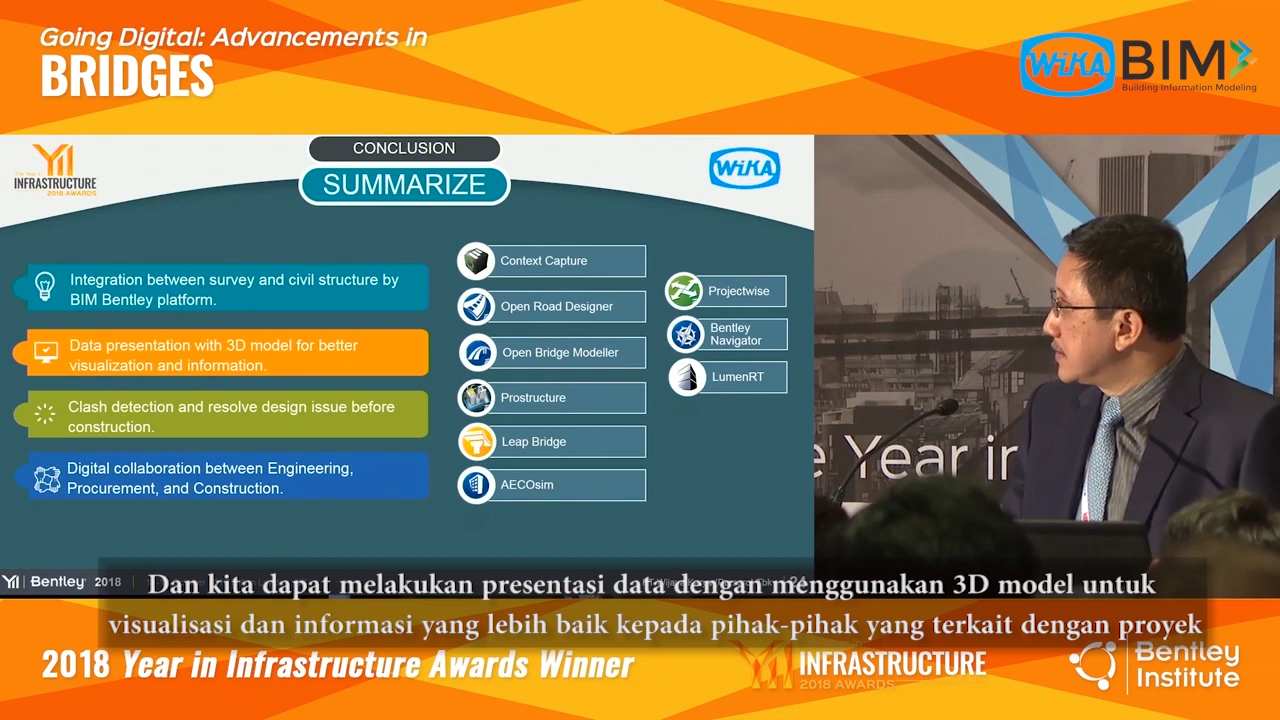 Going Digital: Advancements in
BRIDGES
WiKA BIM
Building Information Modeling
CONCLUSION
SUMMARIZE
The Year in
INFRASTRUCTURE
2018 AWARDS
WiKA
Integration between survey and civil structure by
BIM Bentley platform.
Data presentation with 3D model for better
visualization and information.
Clash detection and resolve design issue before
construction.
Digital collaboration between Engineering,
Procurement, and Construction.
Context Capture
Open Road Designer
Open Bridge Modeller
Prostructure
Leap Bridge
AECOsim
Projectwise
Bentley
Navigator
LumenRT
e Year in
YII Bentley 2018
24
Dan kita dapat melakukan presentasi data dengan menggunakan 3D model untuk
visualisasi dan informasi yang lebih baik kepada pihak-pihak yang terkait dengan proyek
2018 Year in Infrastructure Awards Winner
INFRASTRUCTURE
2018 AWARDS
Bentley
Institute